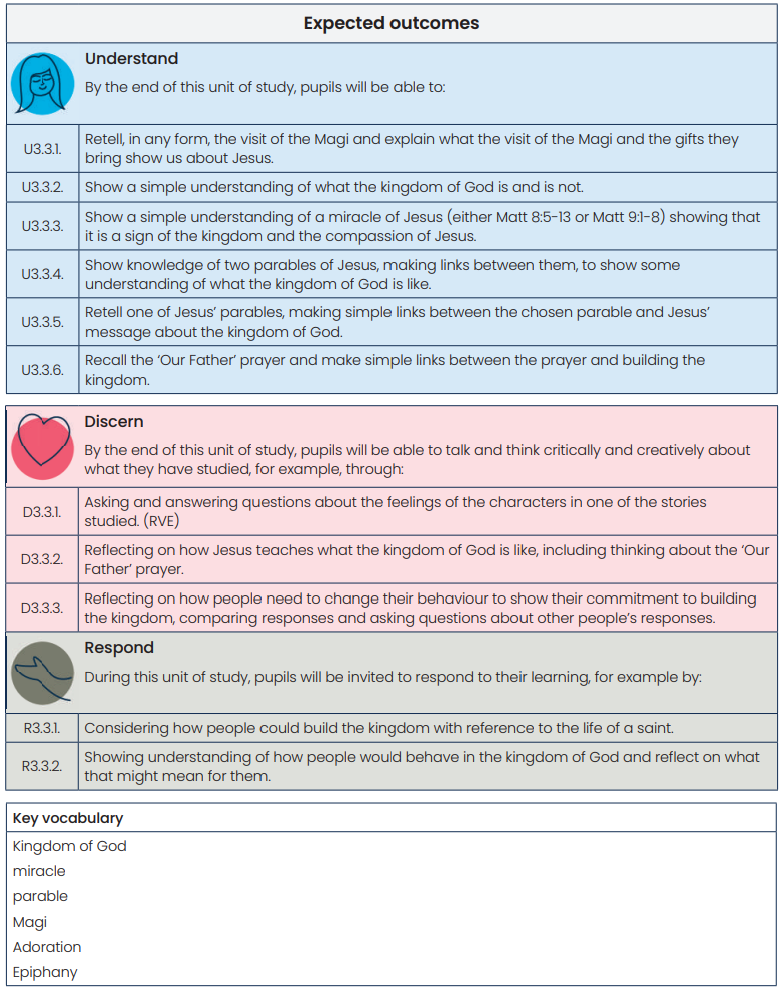 Expected outcomes
Understand
By the end of this unit of study, pupils will be able to:
U3.3.1.
Retell, in any form, the visit of the Magi and explain what the visit of the Magi and the gifts they
bring show us about Jesus.
U3.3.2.
Show a simple understanding of what the kingdom of God is and is not.
U3.3.3.
Show a simple understanding of a miracle of Jesus (either Matt 8:5-13 or Matt 9:1-8) showing that
it is a sign of the kingdom and the compassion of Jesus.
U3.3.4.
Show knowledge of two parables of Jesus, making links between them, to show some
understanding of what the kingdom of God is like.
U3.3.5.
Retell one of Jesus’ parables, making simple links between the chosen parable and Jesus’
message about the kingdom of God.
U3.3.6.
Recall the ‘Our Father’ prayer and make simple links between the prayer and building the
kingdom.
Discern
By the end of this unit of study, pupils will be able to talk and think critically and creatively about
what they have studied, for example, through:
D3.3.1.
Asking and answering questions about the feelings of the characters in one of the stories
studied. (RVE)
D3.3.2.
Reflecting on how Jesus teaches what the kingdom of God is like, including thinking about the ‘Our
Father’ prayer.
D3.3.3.
Reflecting on how people need to change their behaviour to show their commitment to building
the kingdom, comparing responses and asking questions about other people’s responses.
Respond
During this unit of study, pupils will be invited to respond to their learning, for example by:
R3.3.1.
Considering how people could build the kingdom with reference to the life of a saint.
R3.3.2.
Showing understanding of how people would behave in the kingdom of God and reflect on what
that might mean for them.
Key vocabulary
Kingdom of God
miracle
parable
Magi
Adoration
Epiphany